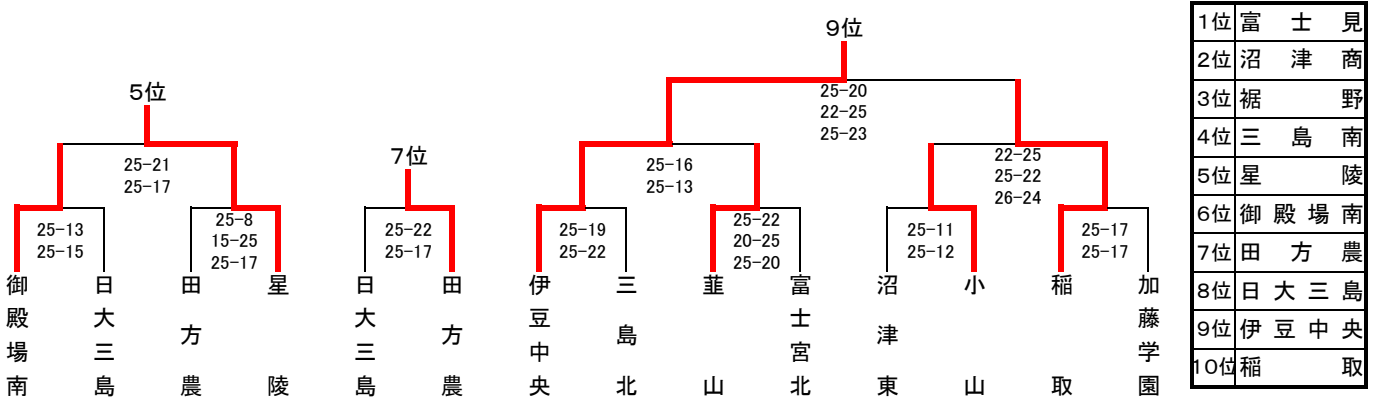 9位
5位
7位
25-20
22-25
25-23
25-21
25-17
25-16
25-13
22-25
25-22
26-24
25-13
25-15
25-8
15-25
25-17
25-22
25-17
25-19
25-22
25-22
20-25
25-20
25-11
25-12
25-17
25-17
御殿場南
日大三島
田方農
星陵
日大三島
田方農
伊豆中央
三島北
韮山
富士宮北
沼津東
小山
稲取
加藤学園
1位 富士見
2位 沼津商
3位 裾野
4位 三島南
5位 星陵
6位 御殿場南
7位 田方農
8位 日大三島
9位 伊豆中央
10位 稲取